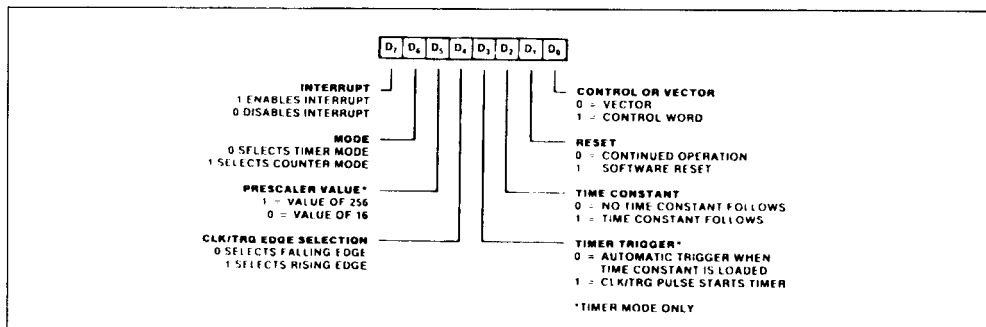 D7 D6 D5 D4 D3 D2 D1 D0
INTERRUPT
1 ENABLES INTERRUPT
0 DISABLES INTERRUPT
MODE
0 SELECTS TIMER MODE
1 SELECTS COUNTER MODE
PRESCALER VALUE*
1 = VALUE OF 256
0 = VALUE OF 16
CLK/TRG EDGE SELECTION
0 SELECTS FALLING EDGE
1 SELECTS RISING EDGE
CONTROL OR VECTOR
0 = VECTOR
1 = CONTROL WORD
RESET
0 = CONTINUED OPERATION
1 SOFTWARE RESET
TIME CONSTANT
0 = NO TIME CONSTANT FOLLOWS
1 = TIME CONSTANT FOLLOWS
TIMER TRIGGER*
0 = AUTOMATIC TRIGGER WHEN
TIME CONSTANT IS LOADED
1 = CLK/TRG PULSE STARTS TIMER
*TIMER MODE ONLY